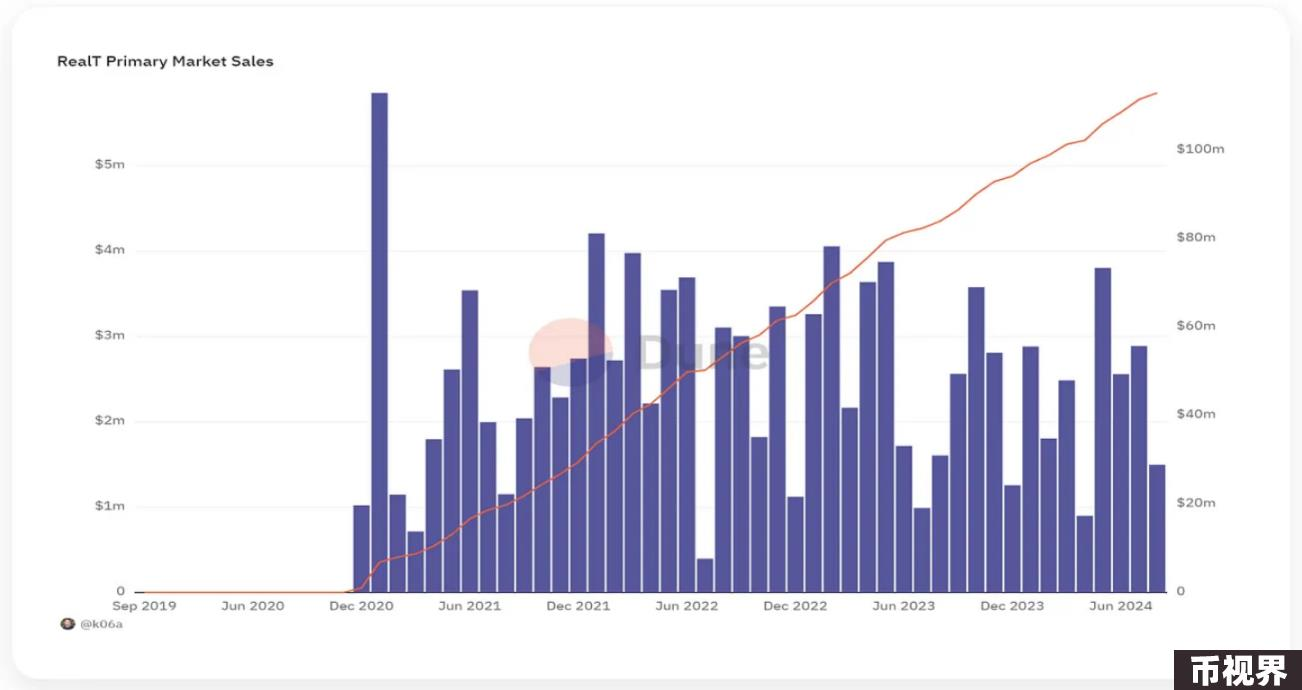 RealT Primary Market Sales
$5m
$4m
$3m
$2m
$1m
0
$100m
$80m
$60m
$40m
$20m
0
Dune
Sep 2019 Jun 2020 Dec 2020 Jun 2021 Dec 2021 Jun 2022 Dec 2022 Jun 2023 Dec 2023 Jun 2024
@k06a
币视界